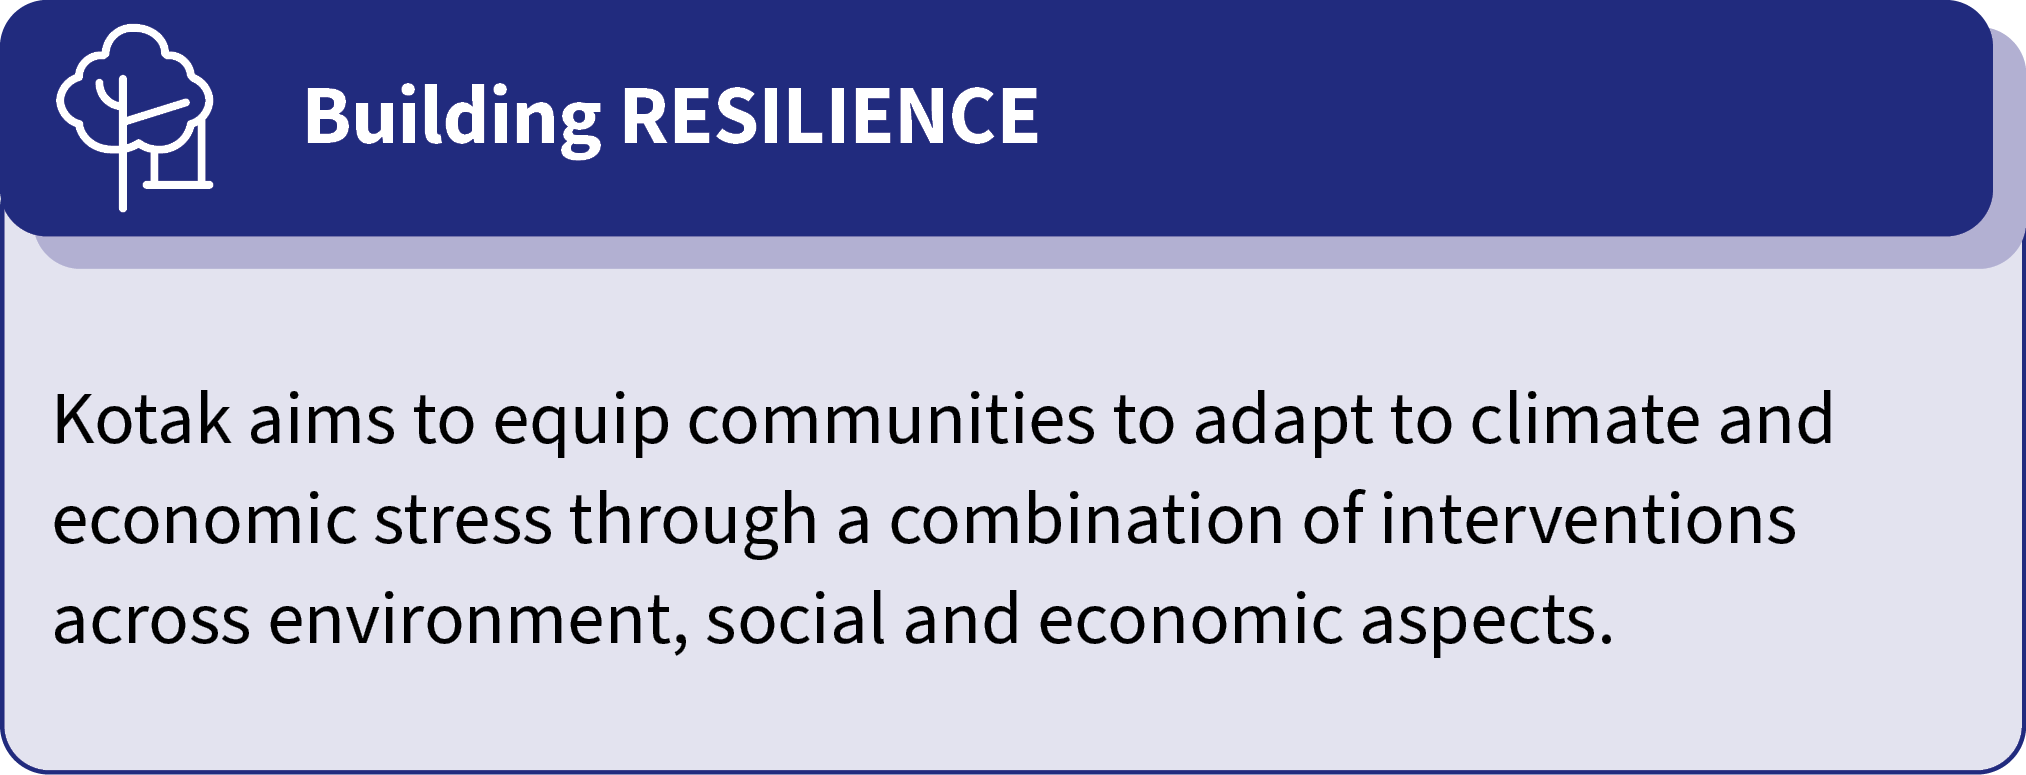 Building RESILIENCE
Kotak aims to equip communities to adapt to climate and
economic stress through a combination of interventions
across environment, social and economic aspects.